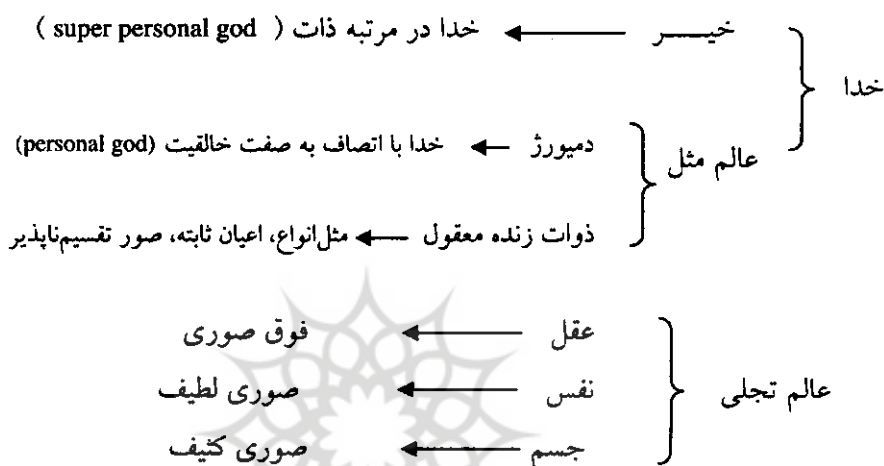 خیـــر ← خدا در مرتبه ذات ( super personal god )
خدا
دمیورژ ← خدا با اتصاف به صفت خالقیت (personal god)
عالم مثل
ذوات زنده معقول ← مثل انواع، اعیان ثابته، صور تقسیم‌ناپذیر
عقل ← فوق صوری
نفس ← صوری لطیف
عالم تجلی
جسم ← صوری کثیف